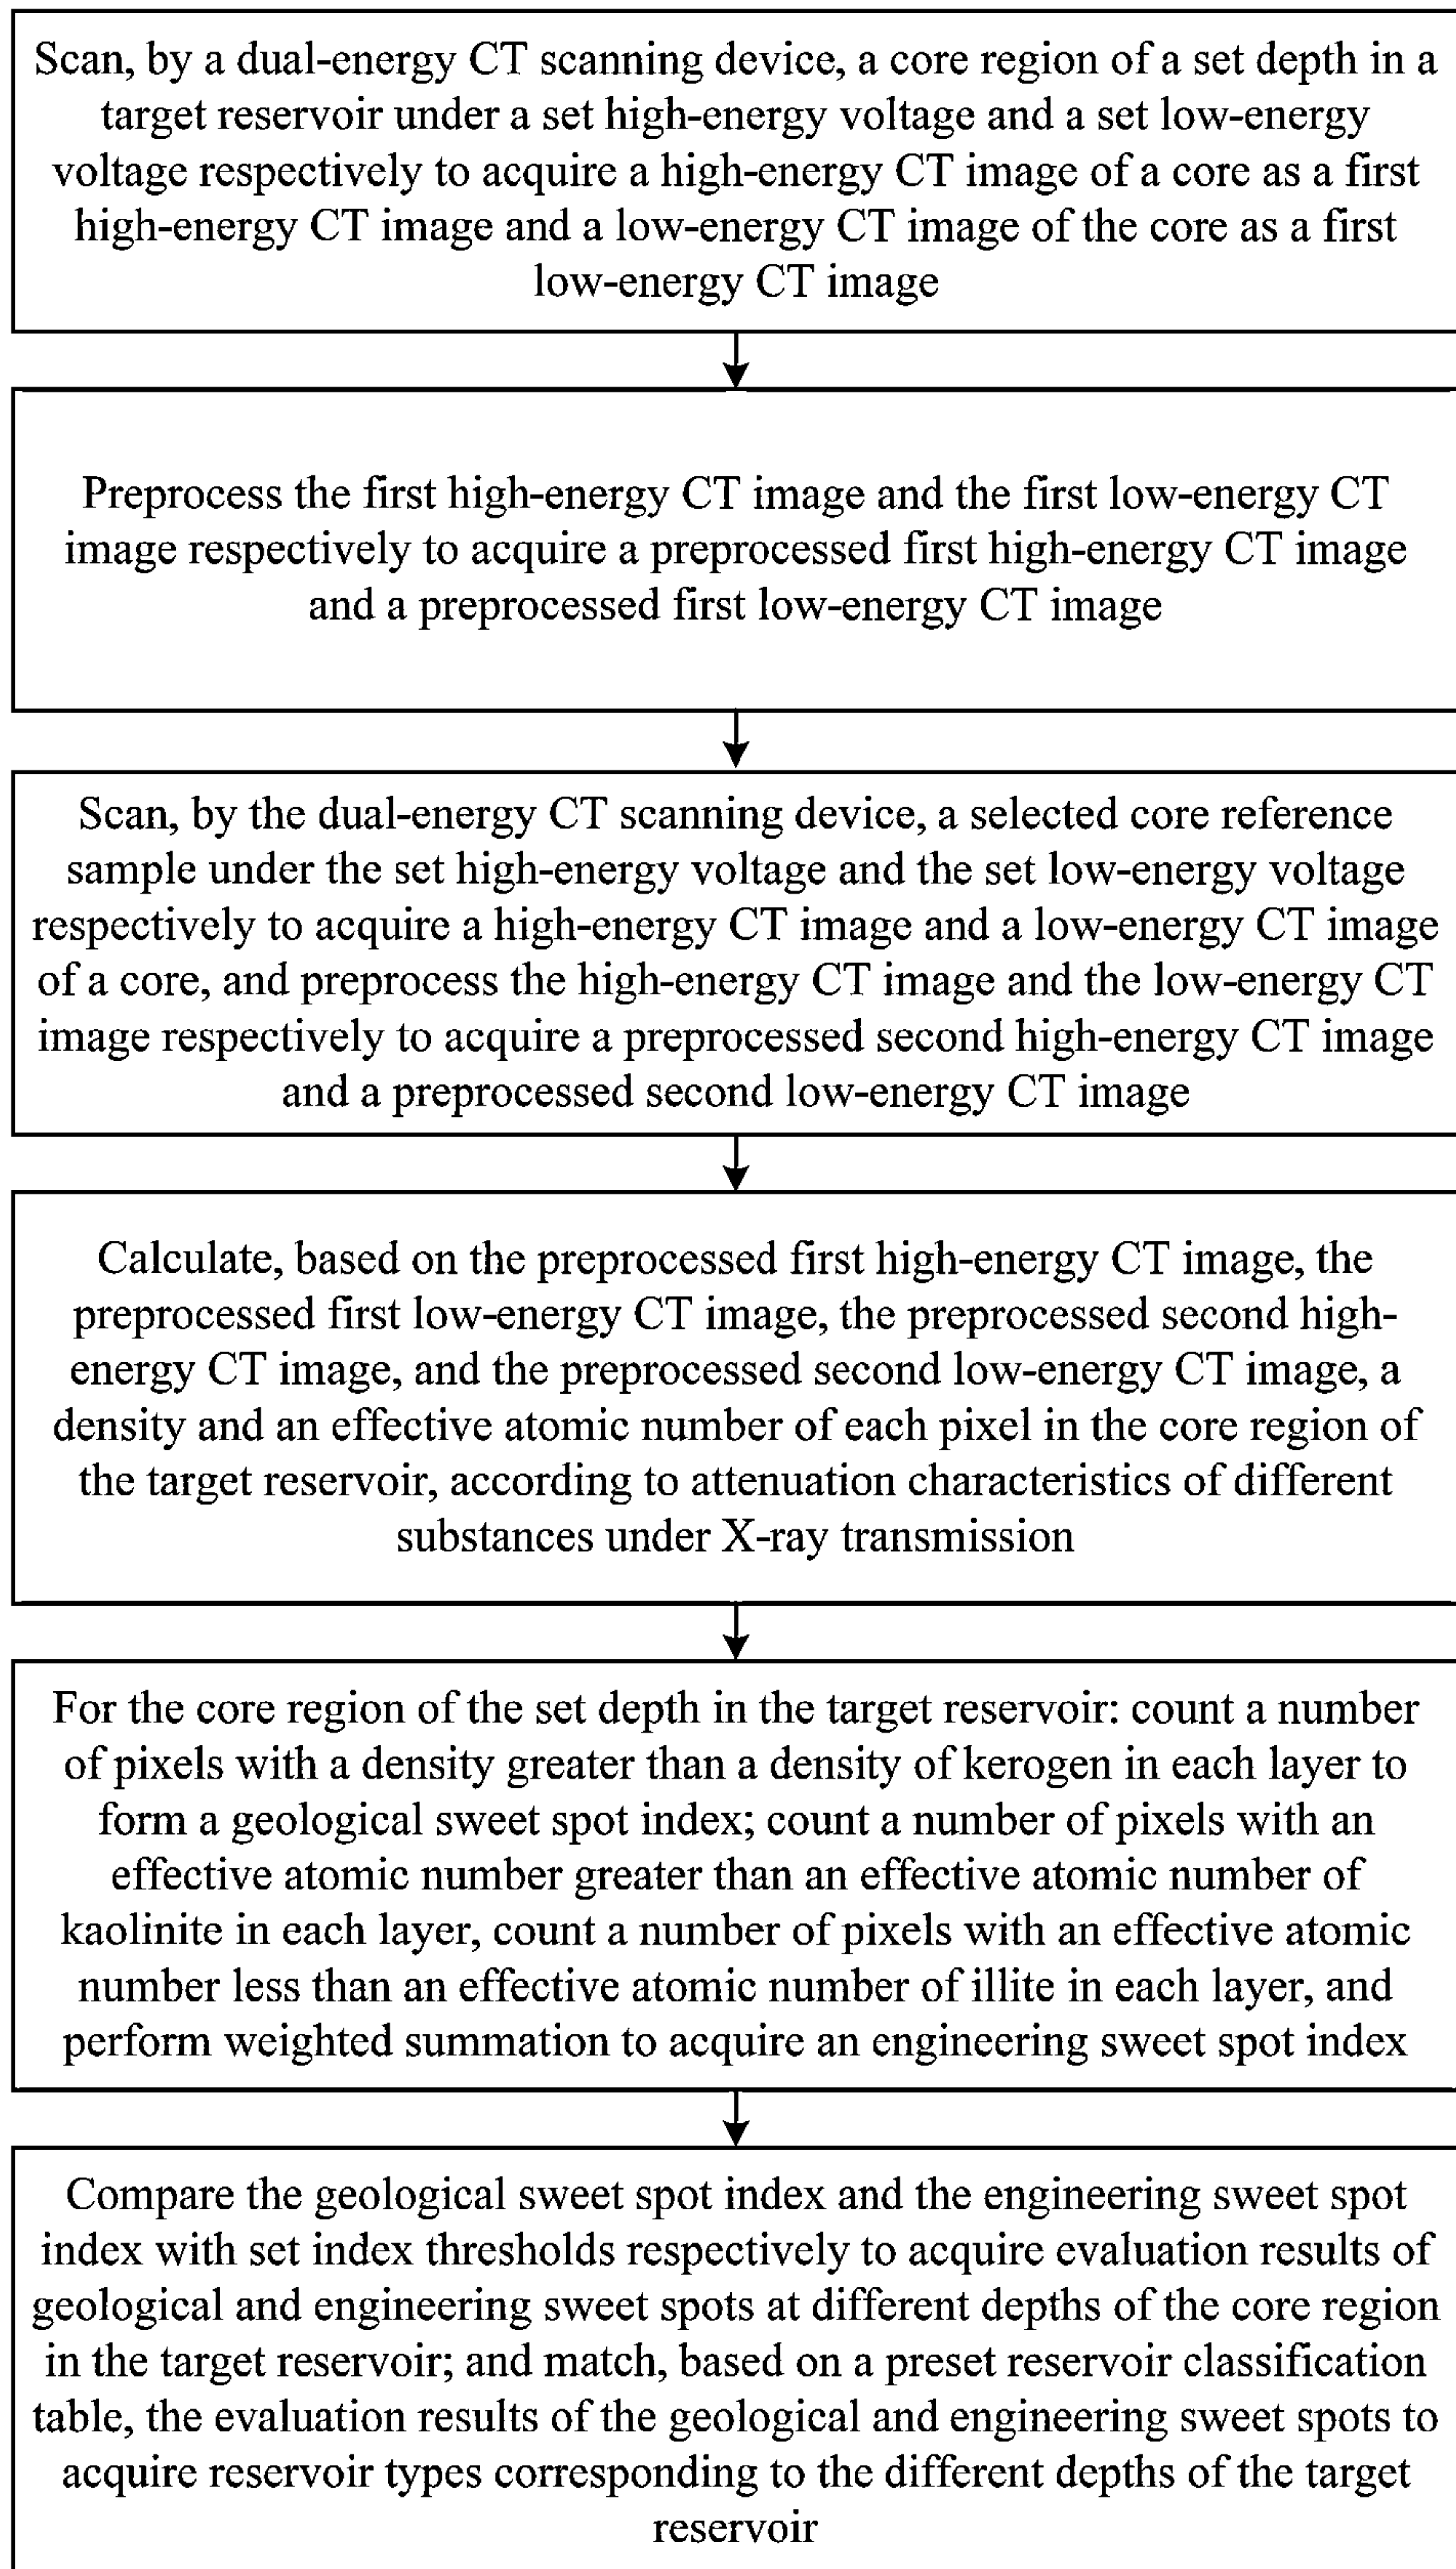 Scan, by a dual-energy CT scanning device, a core region of a set depth in a
target reservoir under a set high-energy voltage and a set low-energy
voltage respectively to acquire a high-energy CT image of a core as a first
high-energy CT image and a low-energy CT image of the core as a first
low-energy CT image
Preprocess the first high-energy CT image and the first low-energy CT
image respectively to acquire a preprocessed first high-energy CT image
and a preprocessed first low-energy CT image
Scan, by the dual-energy CT scanning device, a selected core reference
sample under the set high-energy voltage and the set low-energy voltage
respectively to acquire a high-energy CT image and a low-energy CT image
of a core, and preprocess the high-energy CT image and the low-energy CT
image respectively to acquire a preprocessed second high-energy CT image
and a preprocessed second low-energy CT image
Calculate, based on the preprocessed first high-energy CT image, the
preprocessed first low-energy CT image, the preprocessed second high-
energy CT image, and the preprocessed second low-energy CT image, a
density and an effective atomic number of each pixel in the core region of
the target reservoir, according to attenuation characteristics of different
substances under X-ray transmission
For the core region of the set depth in the target reservoir: count a number
of pixels with a density greater than a density of kerogen in each layer to
form a geological sweet spot index; count a number of pixels with an
effective atomic number greater than an effective atomic number of
kaolinite in each layer, count a number of pixels with an effective atomic
number less than an effective atomic number of illite in each layer, and
perform weighted summation to acquire an engineering sweet spot index
Compare the geological sweet spot index and the engineering sweet spot
index with set index thresholds respectively to acquire evaluation results of
geological and engineering sweet spots at different depths of the core region
in the target reservoir; and match, based on a preset reservoir classification
table, the evaluation results of the geological and engineering sweet spots to
acquire reservoir types corresponding to the different depths of the target
reservoir